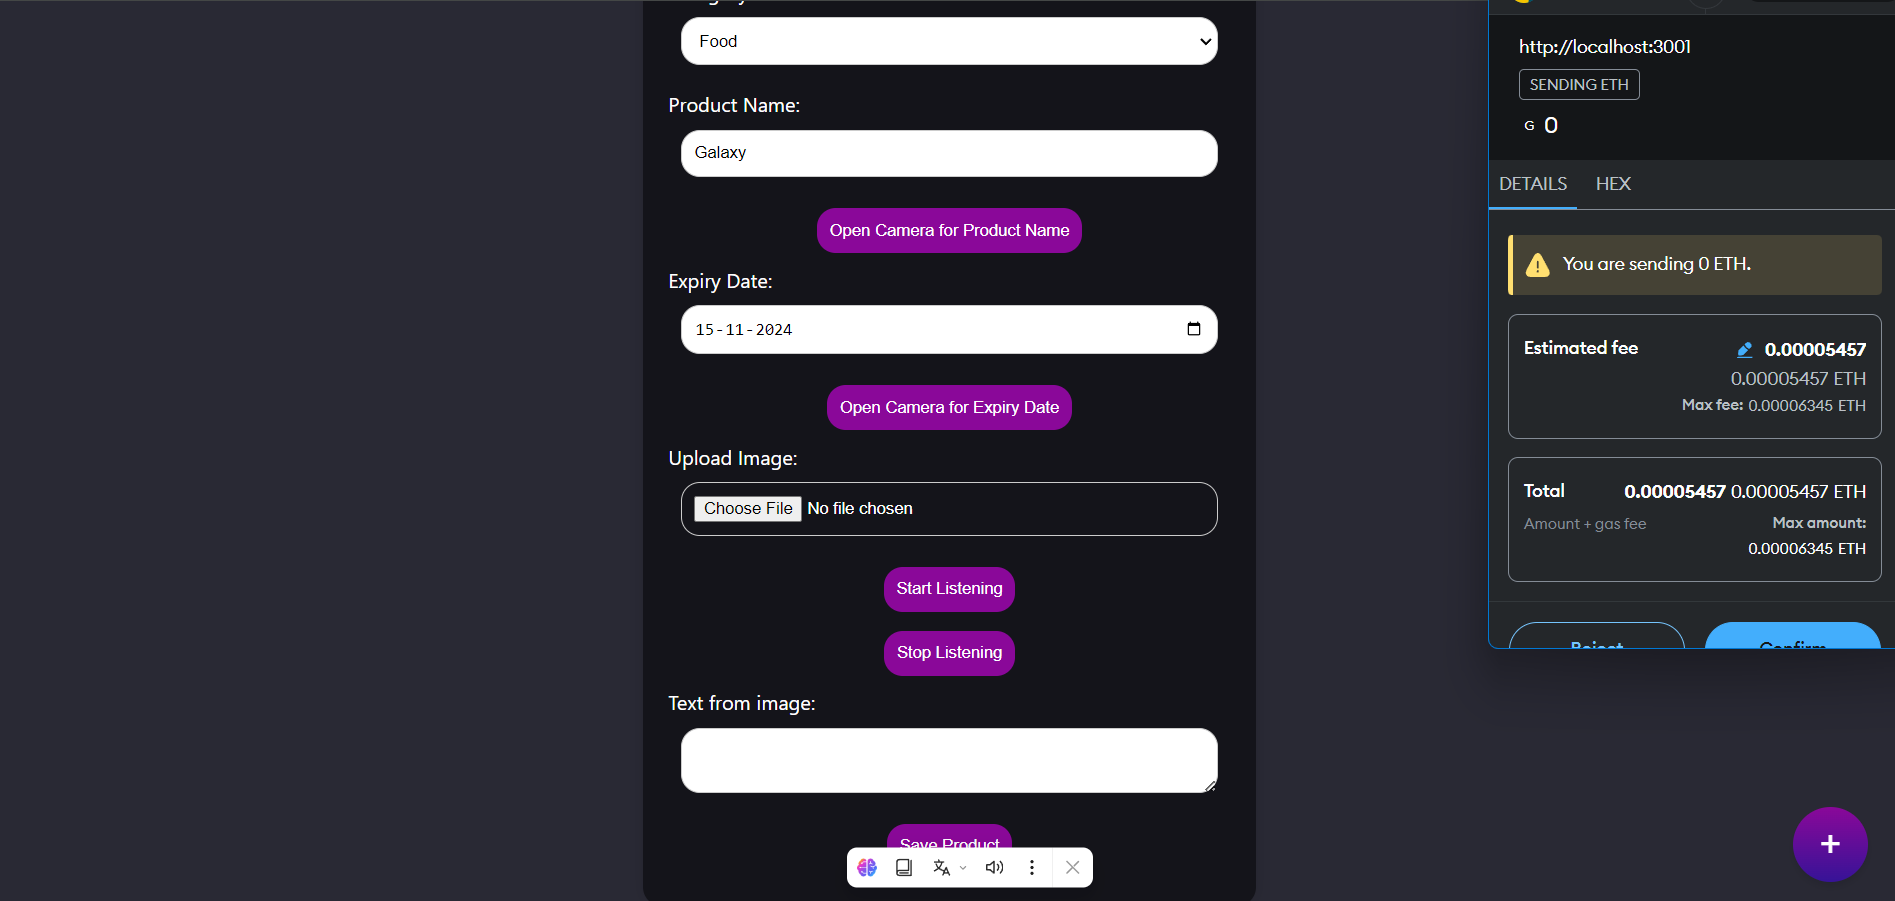 Food
Product Name:
Galaxy
Open Camera for Product Name
Expiry Date:
15-11-2024
Open Camera for Expiry Date
Upload Image:
Choose File No file chosen
Start Listening
Stop Listening
Text from image:
Save Product
http://localhost:3001
SENDING ETH
G 0
DETAILS HEX
You are sending 0 ETH.
Estimated fee 0.00005457
0.00005457 ETH
Max fee: 0.00006345 ETH
Total 0.00005457 0.00005457 ETH
Amount + gas fee Max amount:
0.00006345 ETH
Reject Confirm
+